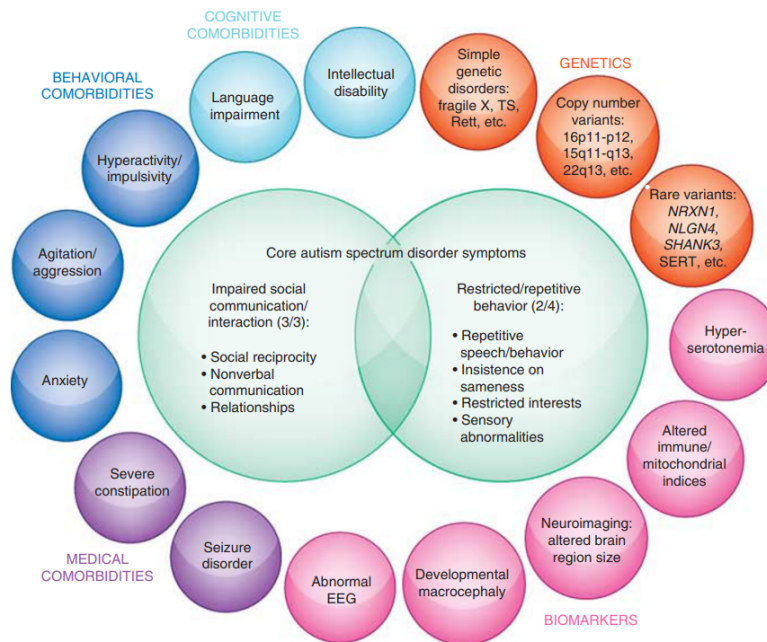 COGNITIVE
COMORBIDITIES
Language
impairment
Intellectual
disability
GENETICS
Simple
genetic
disorders:
fragile X, TS,
Rett, etc.
Copy number
variants:
16p11-p12,
15q11-q13,
22q13, etc.
Rare variants:
NRXN1,
NLGN4,
SHANK3,
SERT, etc.
BEHAVIORAL
COMORBIDITIES
Hyperactivity/
impulsivity
Agitation/
aggression
Anxiety
Core autism spectrum disorder symptoms
Impaired social
communication/
interaction (3/3):
• Social reciprocity
• Nonverbal
communication
• Relationships
Restricted/repetitive
behavior (2/4):
• Repetitive
speech/behavior
• Insistence on
sameness
• Restricted interests
• Sensory
abnormalities
Hyper-
serotonemia
Altered
immune/
mitochondrial
indices
Neuroimaging:
altered brain
region size
Developmental
macrocephaly
Abnormal
EEG
BIOMARKERS
Severe
constipation
Seizure
disorder
MEDICAL
COMORBIDITIES